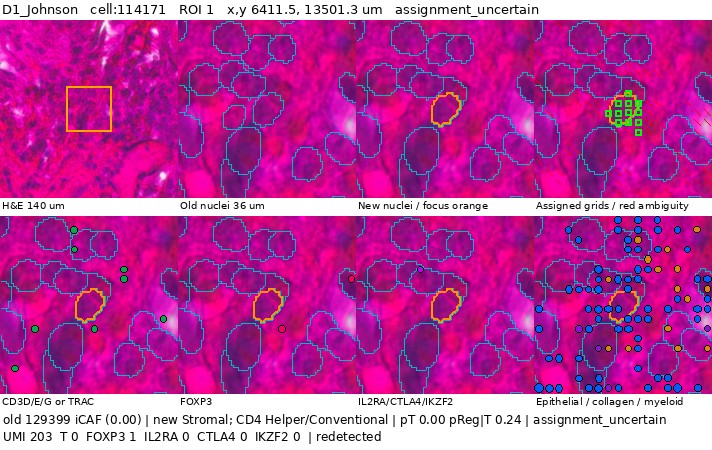 D1_Johnson cell:114171 ROI 1 x,y 6411.5, 13501.3 um assignment_uncertain
H&E 140 um
Old nuclei 36 um
New nuclei / focus orange
Assigned grids / red ambiguity
CD3D/E/G or TRAC
FOXP3
IL2RA/CTLA4/IKZF2
Epithelial / collagen / myeloid
old 129399 iCAF (0.00) | new Stromal; CD4 Helper/Conventional | pT 0.00 pReg|T 0.24 | assignment_uncertain
UMI 203 T 0 FOXP3 1 IL2RA 0 CTLA4 0 IKZF2 0 | redetected